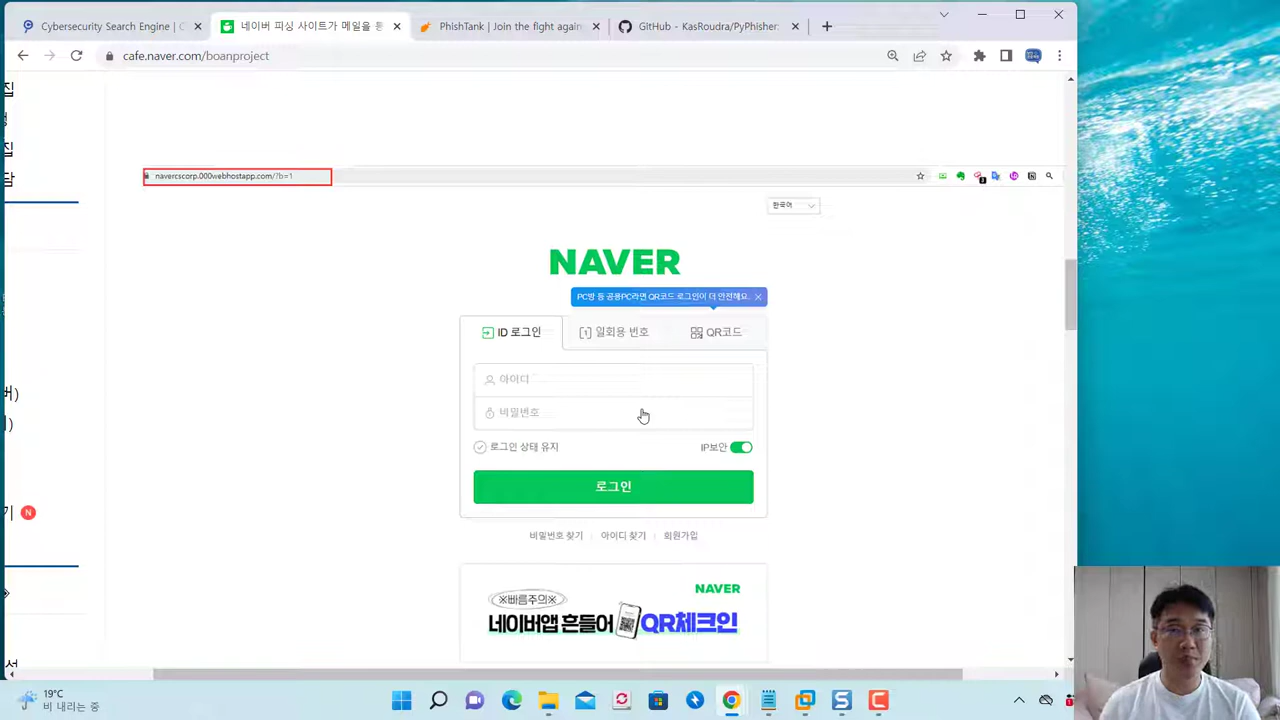 Cybersecurity Search Engine | C
네이버 피싱 사이트가 메일을 통
PhishTank | Join the fight again
GitHub - KasRoudra/PyPhisher:
cafe.naver.com/boanproject
집
집
담
navercscorp.000webhostapp.com/?b=1
한국어
NAVER
PC방 등 공용PC라면 QR코드 로그인이 더 안전해요.
ID 로그인
일회용 번호
QR코드
아이디
비밀번호
로그인 상태 유지
IP보안
로그인
비밀번호 찾기
아이디 찾기
회원가입
NAVER
※빠름주의※
네이버앱 흔들어 QR체크인
N
19°C
비 내리는 중